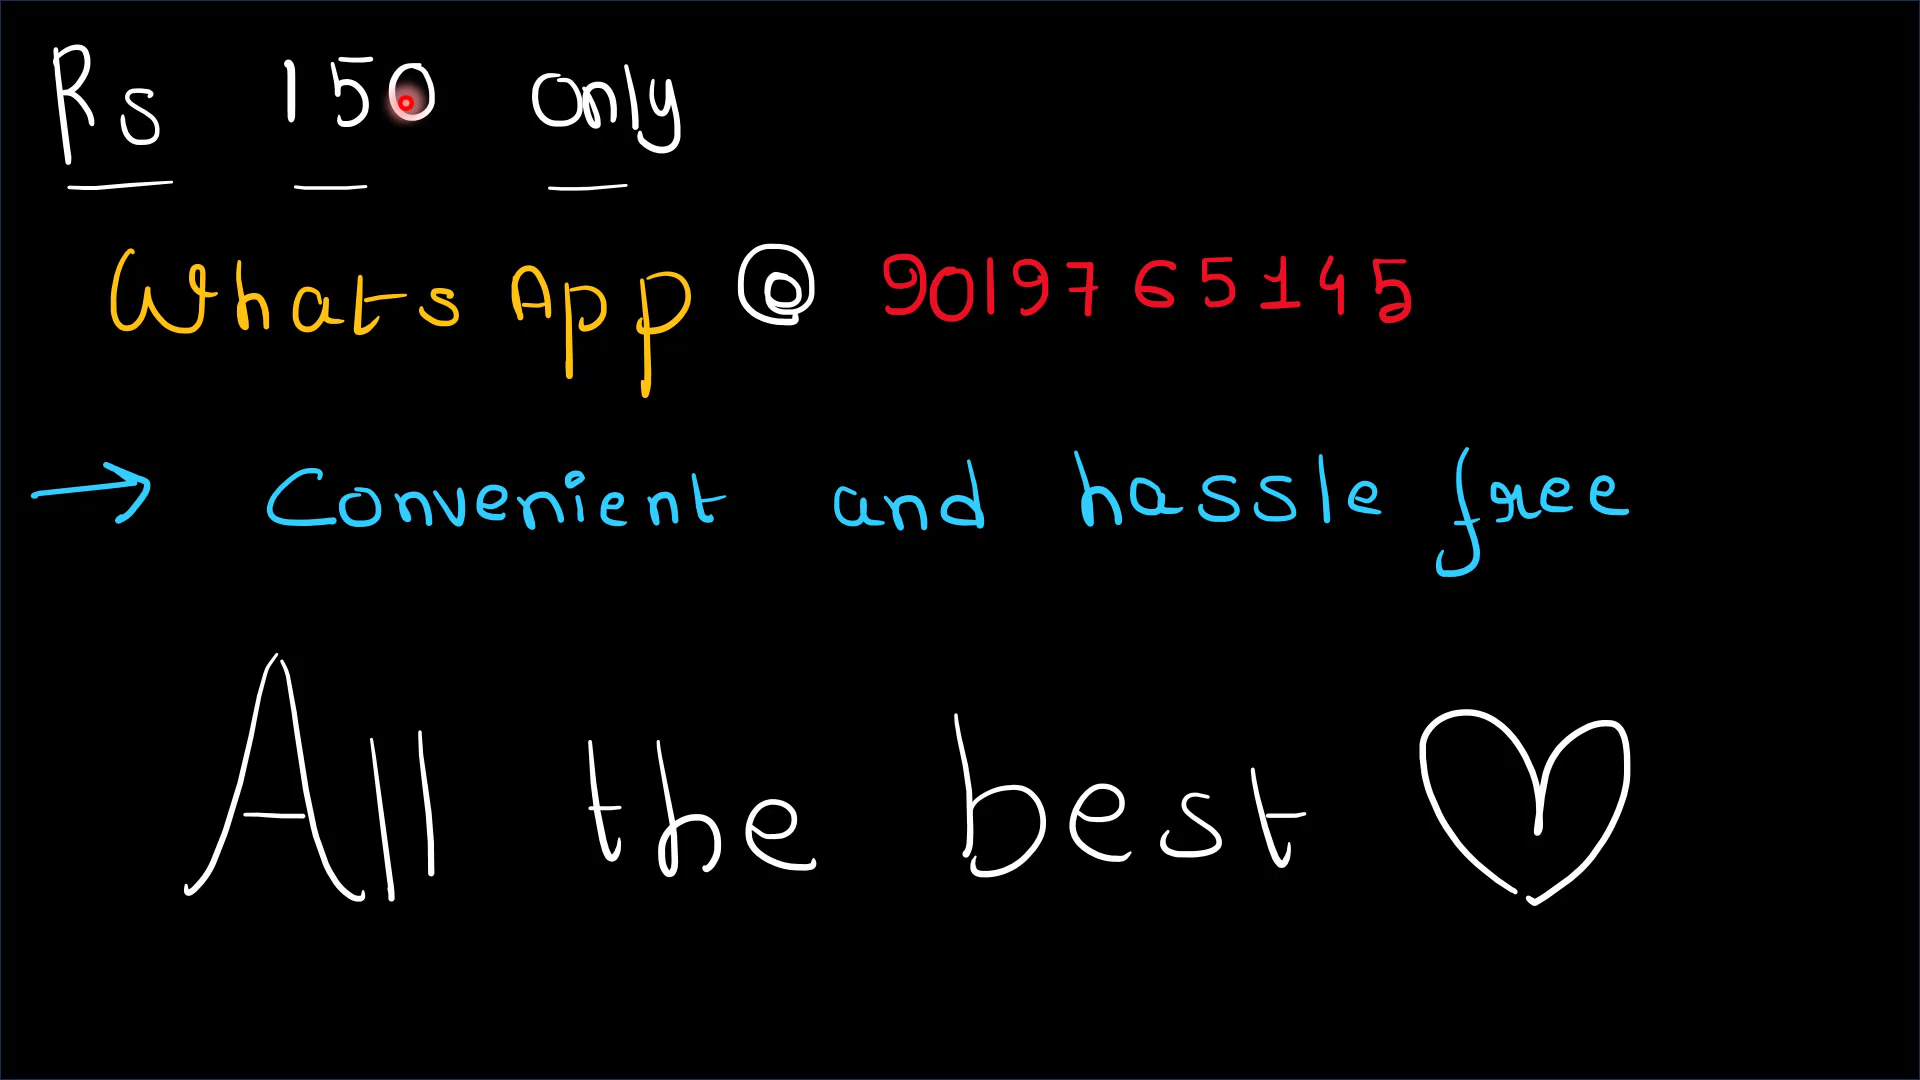 Rs 150 only
WhatsApp @ 9019765145
→ Convenient and hassle free
All the best ♡